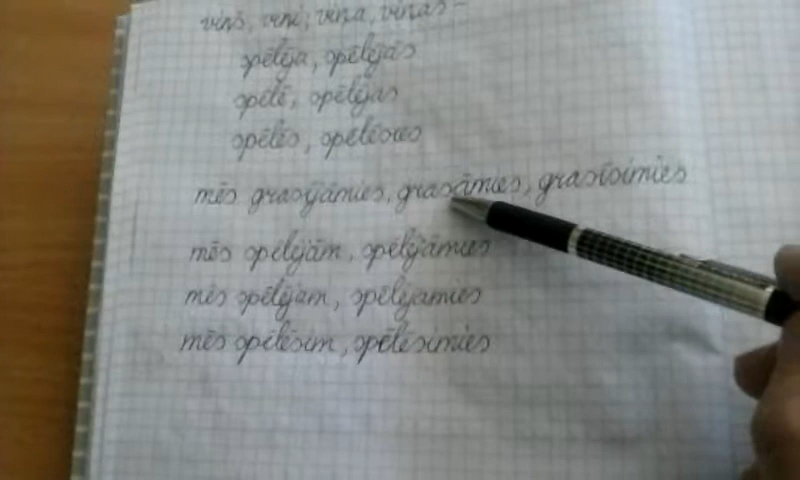 viņš, viņi, viņa, viņas –
spēlēja, spēlējās
spēlē, spēlējas
spēlēs, spēlēsies
mēs grasījāmies, grasāmies, grasīsimies
mēs spēlējām, spēlējāmies
mēs spēlējam, spēlējamies
mēs spēlēsim, spēlēsimies